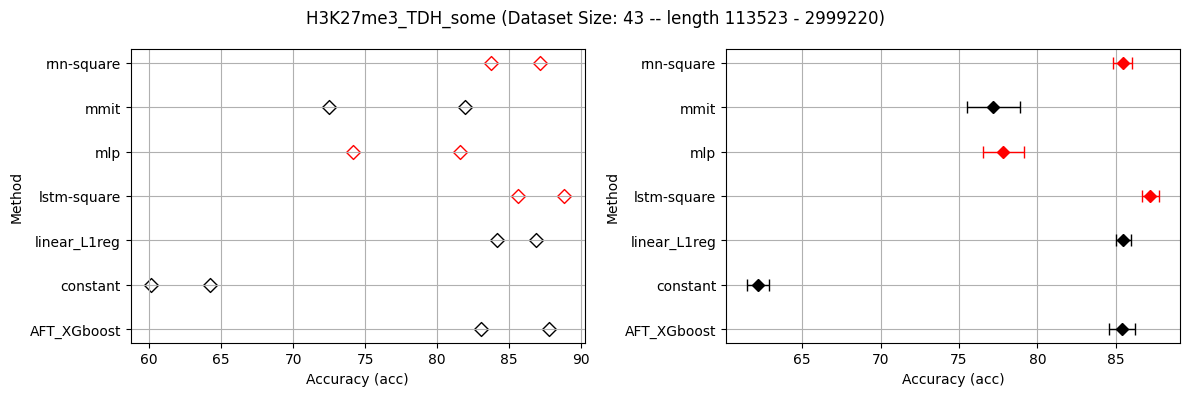 H3K27me3_TDH_some (Dataset Size: 43 -- length 113523 - 2999220)
Method
rnn-square
mmit
mlp
lstm-square
linear_L1reg
constant
AFT_XGboost
60 65 70 75 80 85 90
Accuracy (acc)
Method
rnn-square
mmit
mlp
lstm-square
linear_L1reg
constant
AFT_XGboost
65 70 75 80 85
Accuracy (acc)